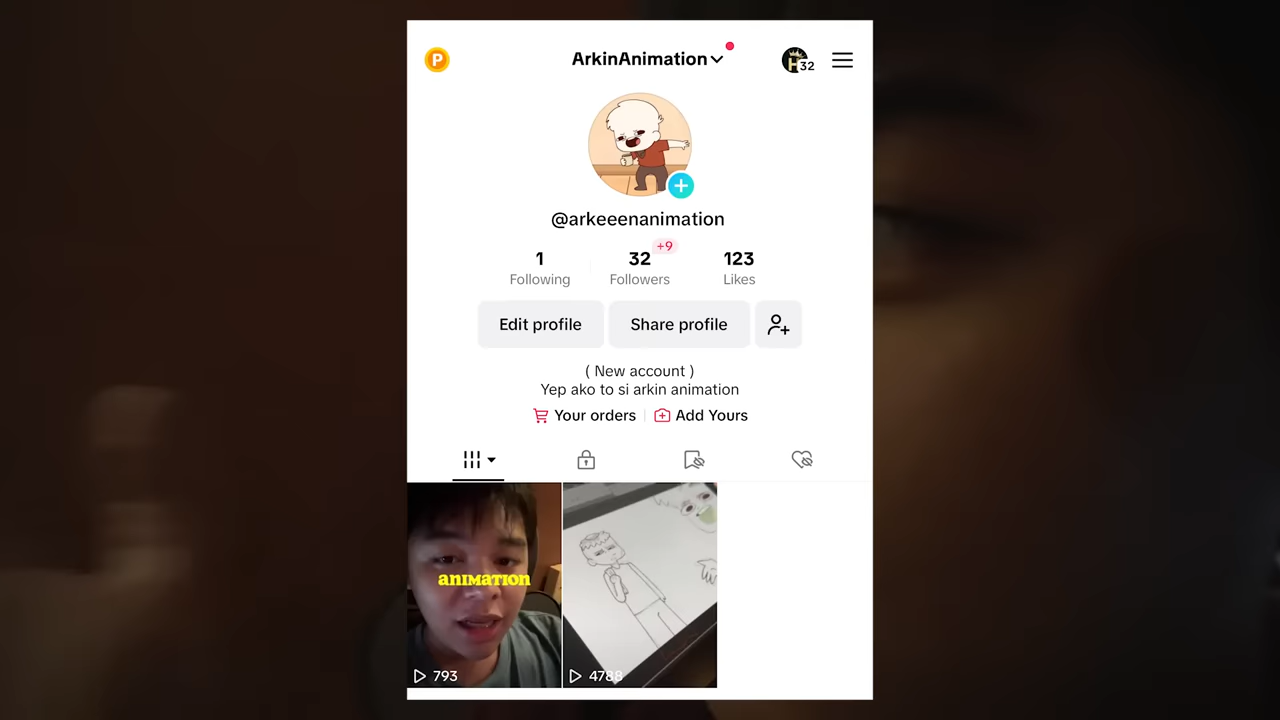 P
ArkinAnimation
H 32
@arkeeenanimation
1 32 +9 123
Following Followers Likes
Edit profile Share profile
( New account )
Yep ako to si arkin animation
Your orders Add Yours
ANIMATION
793 4788